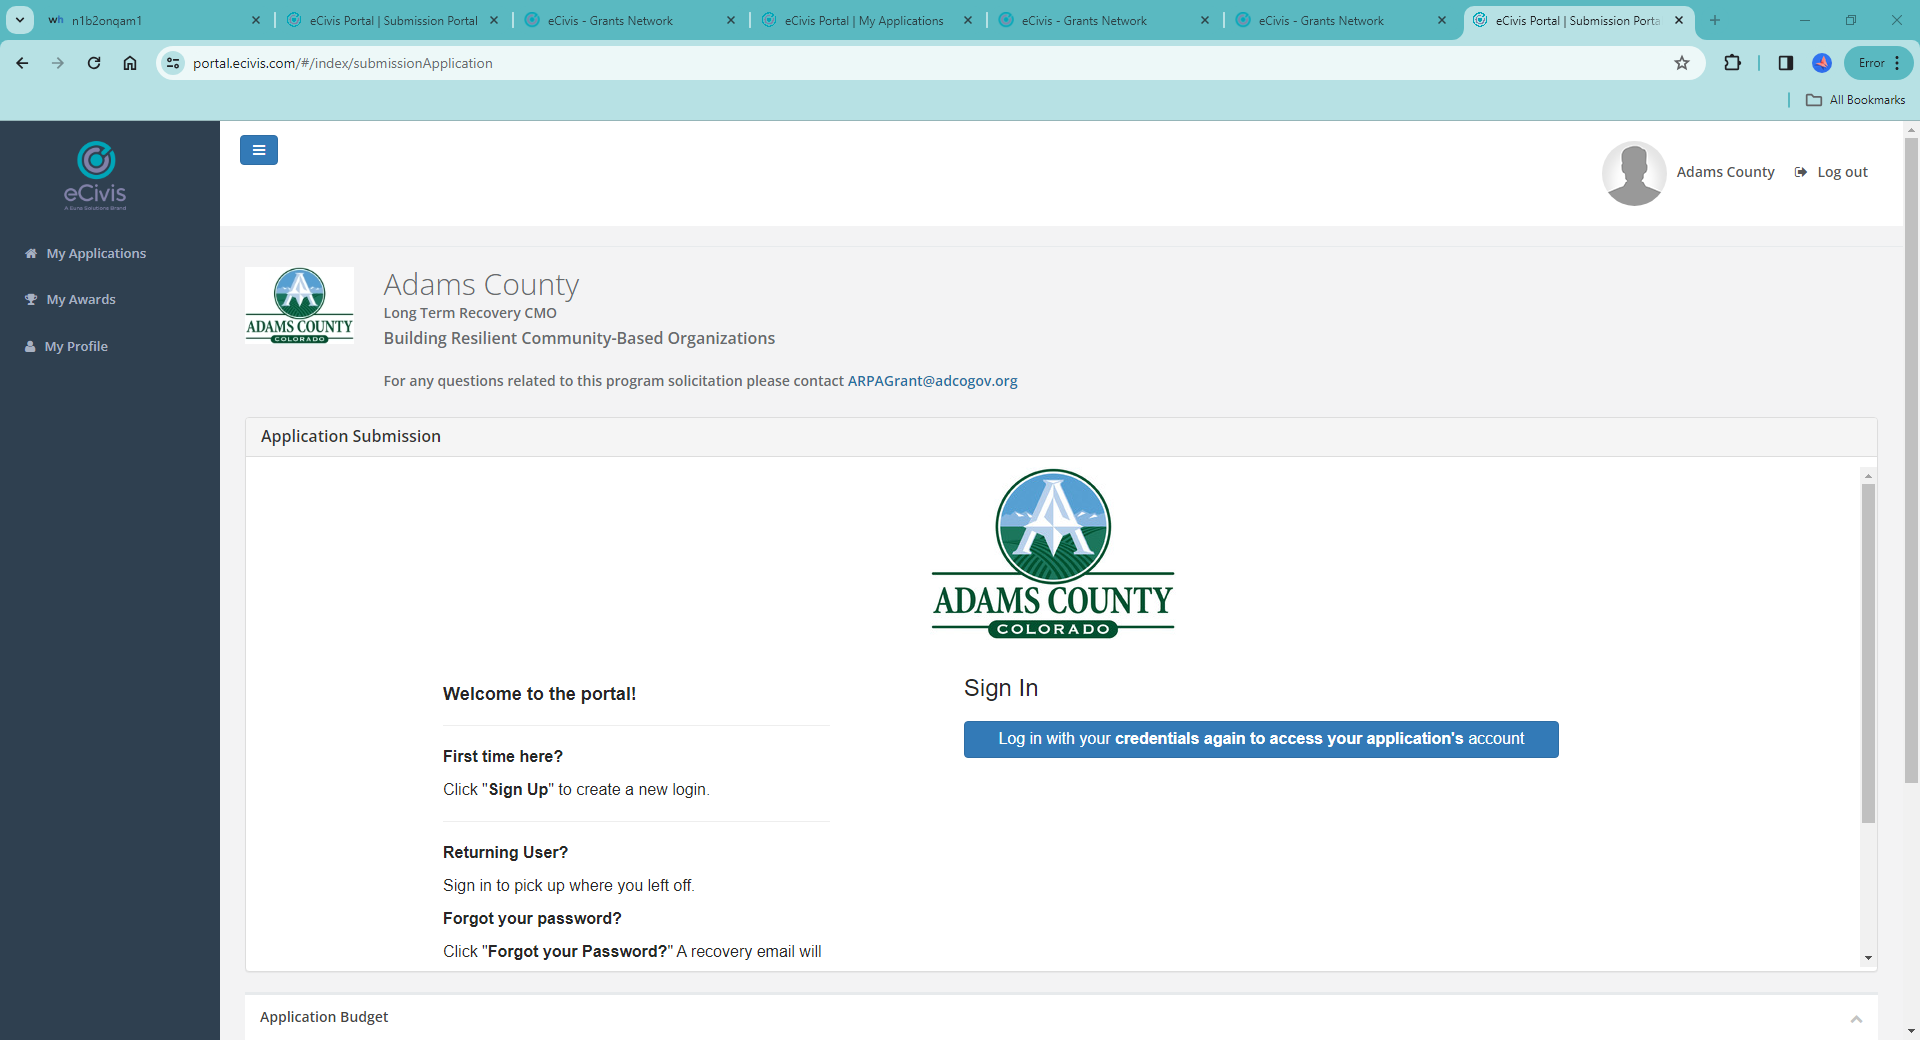 wh n1b2onqam1
eCivis Portal | Submission Portal
eCivis - Grants Network
eCivis Portal | My Applications
eCivis - Grants Network
eCivis - Grants Network
eCivis Portal | Submission Porta
portal.ecivis.com/#/index/submissionApplication
Error
All Bookmarks
eCivis
A Euna Solutions Brand
My Applications
My Awards
My Profile
Adams County
Log out
ADAMS COUNTY
COLORADO
Adams County
Long Term Recovery CMO
Building Resilient Community-Based Organizations
For any questions related to this program solicitation please contact ARPAGrant@adcogov.org
Application Submission
ADAMS COUNTY
COLORADO
Welcome to the portal!
First time here?
Click "Sign Up" to create a new login.
Returning User?
Sign in to pick up where you left off.
Forgot your password?
Click "Forgot your Password?" A recovery email will
Sign In
Log in with your credentials again to access your application's account
Application Budget